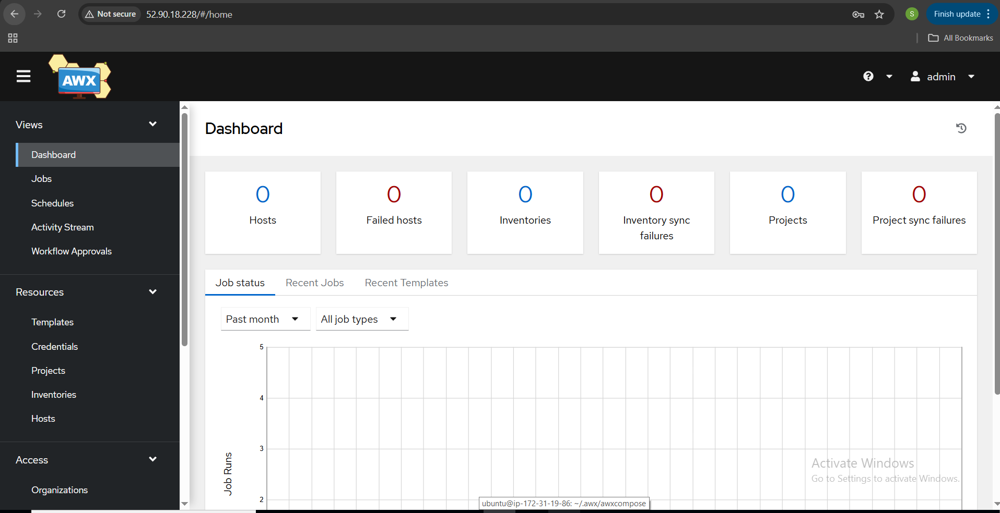 Not secure 52.90.18.228/#/home S Finish update
All Bookmarks
AWX ? admin
Views
Dashboard
Jobs
Schedules
Activity Stream
Workflow Approvals
Resources
Templates
Credentials
Projects
Inventories
Hosts
Access
Organizations
Dashboard
0
Hosts
0
Failed hosts
0
Inventories
0
Inventory sync
failures
0
Projects
0
Project sync failures
Job status Recent Jobs Recent Templates
Past month All job types
5
4
3
2
Job Runs
Activate Windows
Go to Settings to activate Windows.
ubuntu@ip-172-31-19-86: ~/.awx/awxcompose